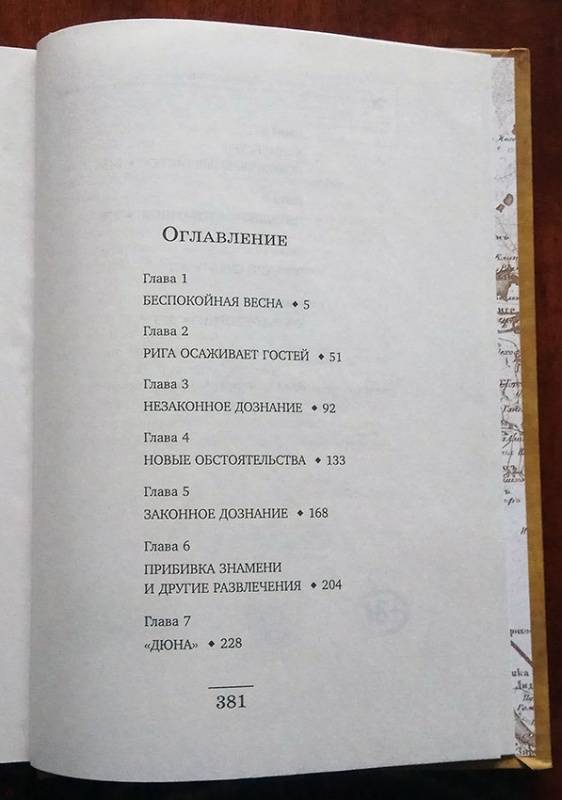 Оглавление
Глава 1
БЕСПОКОЙНАЯ ВЕСНА ◆ 5
Глава 2
РИГА ОСАЖИВАЕТ ГОСТЕЙ ◆ 51
Глава 3
НЕЗАКОННОЕ ДОЗНАНИЕ ◆ 92
Глава 4
НОВЫЕ ОБСТОЯТЕЛЬСТВА ◆ 133
Глава 5
ЗАКОННОЕ ДОЗНАНИЕ ◆ 168
Глава 6
ПРИБИВКА ЗНАМЕНИ
И ДРУГИЕ РАЗВЛЕЧЕНИЯ ◆ 204
Глава 7
«ДЮНА» ◆ 228
381